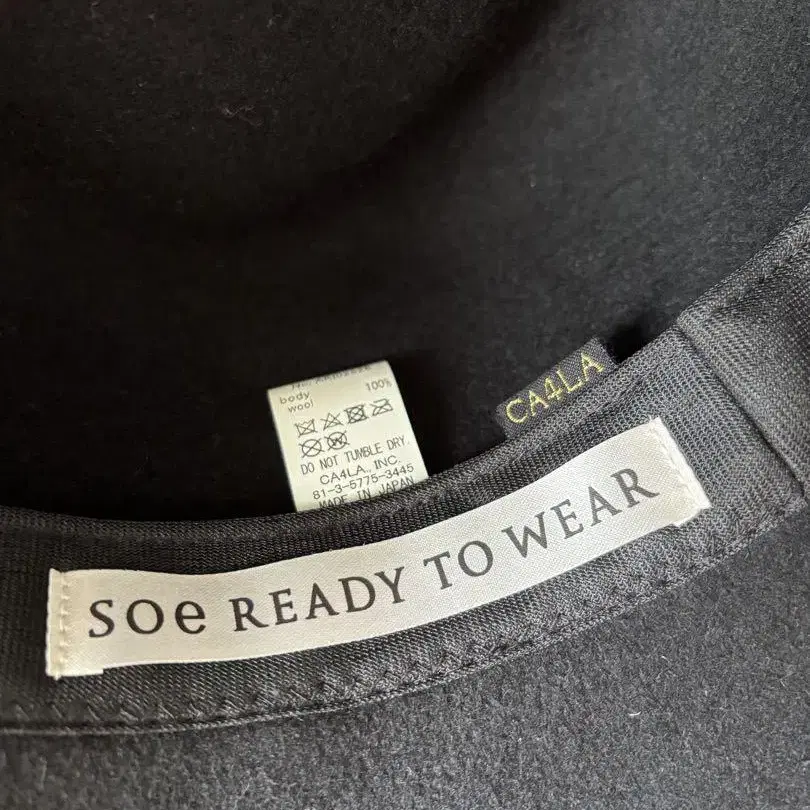 body 100%
wool
DO NOT TUMBLE DRY.
CA4LA., INC.
81-3-5775-3445
MADE IN JAPAN
CA4LA
soe READY TO WEAR